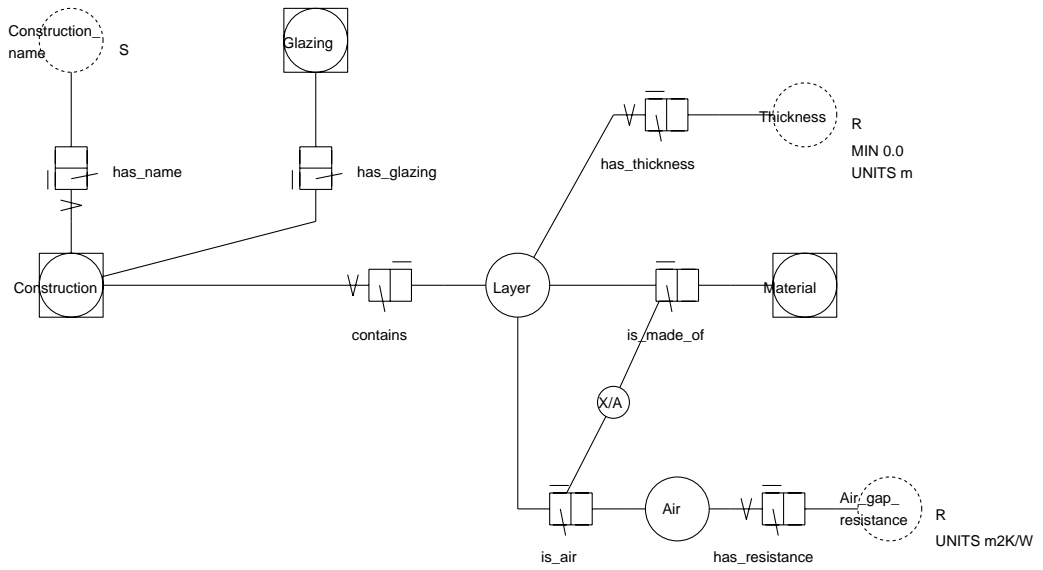 Construction_
name
S
Glazing
Thickness
R
MIN 0.0
UNITS m
has_thickness
has_name
has_glazing
Construction
Layer
Material
contains
is_made_of
X/A
Air
Air_gap_
resistance
R
UNITS m2K/W
is_air
has_resistance